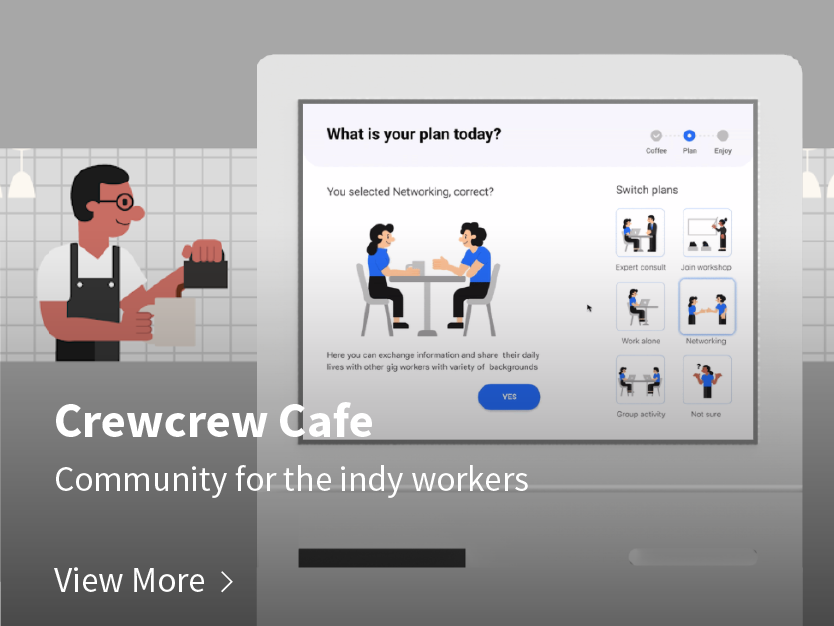 What is your plan today?
Coffee Plan Enjoy
You selected Networking, correct?
Switch plans
Expert consult Join workshop
Work alone Networking
Here you can exchange information and share their daily
lives with other gig workers with variety of backgrounds
YES
Group activity Not sure
Crewcrew Cafe
Community for the indy workers
View More >